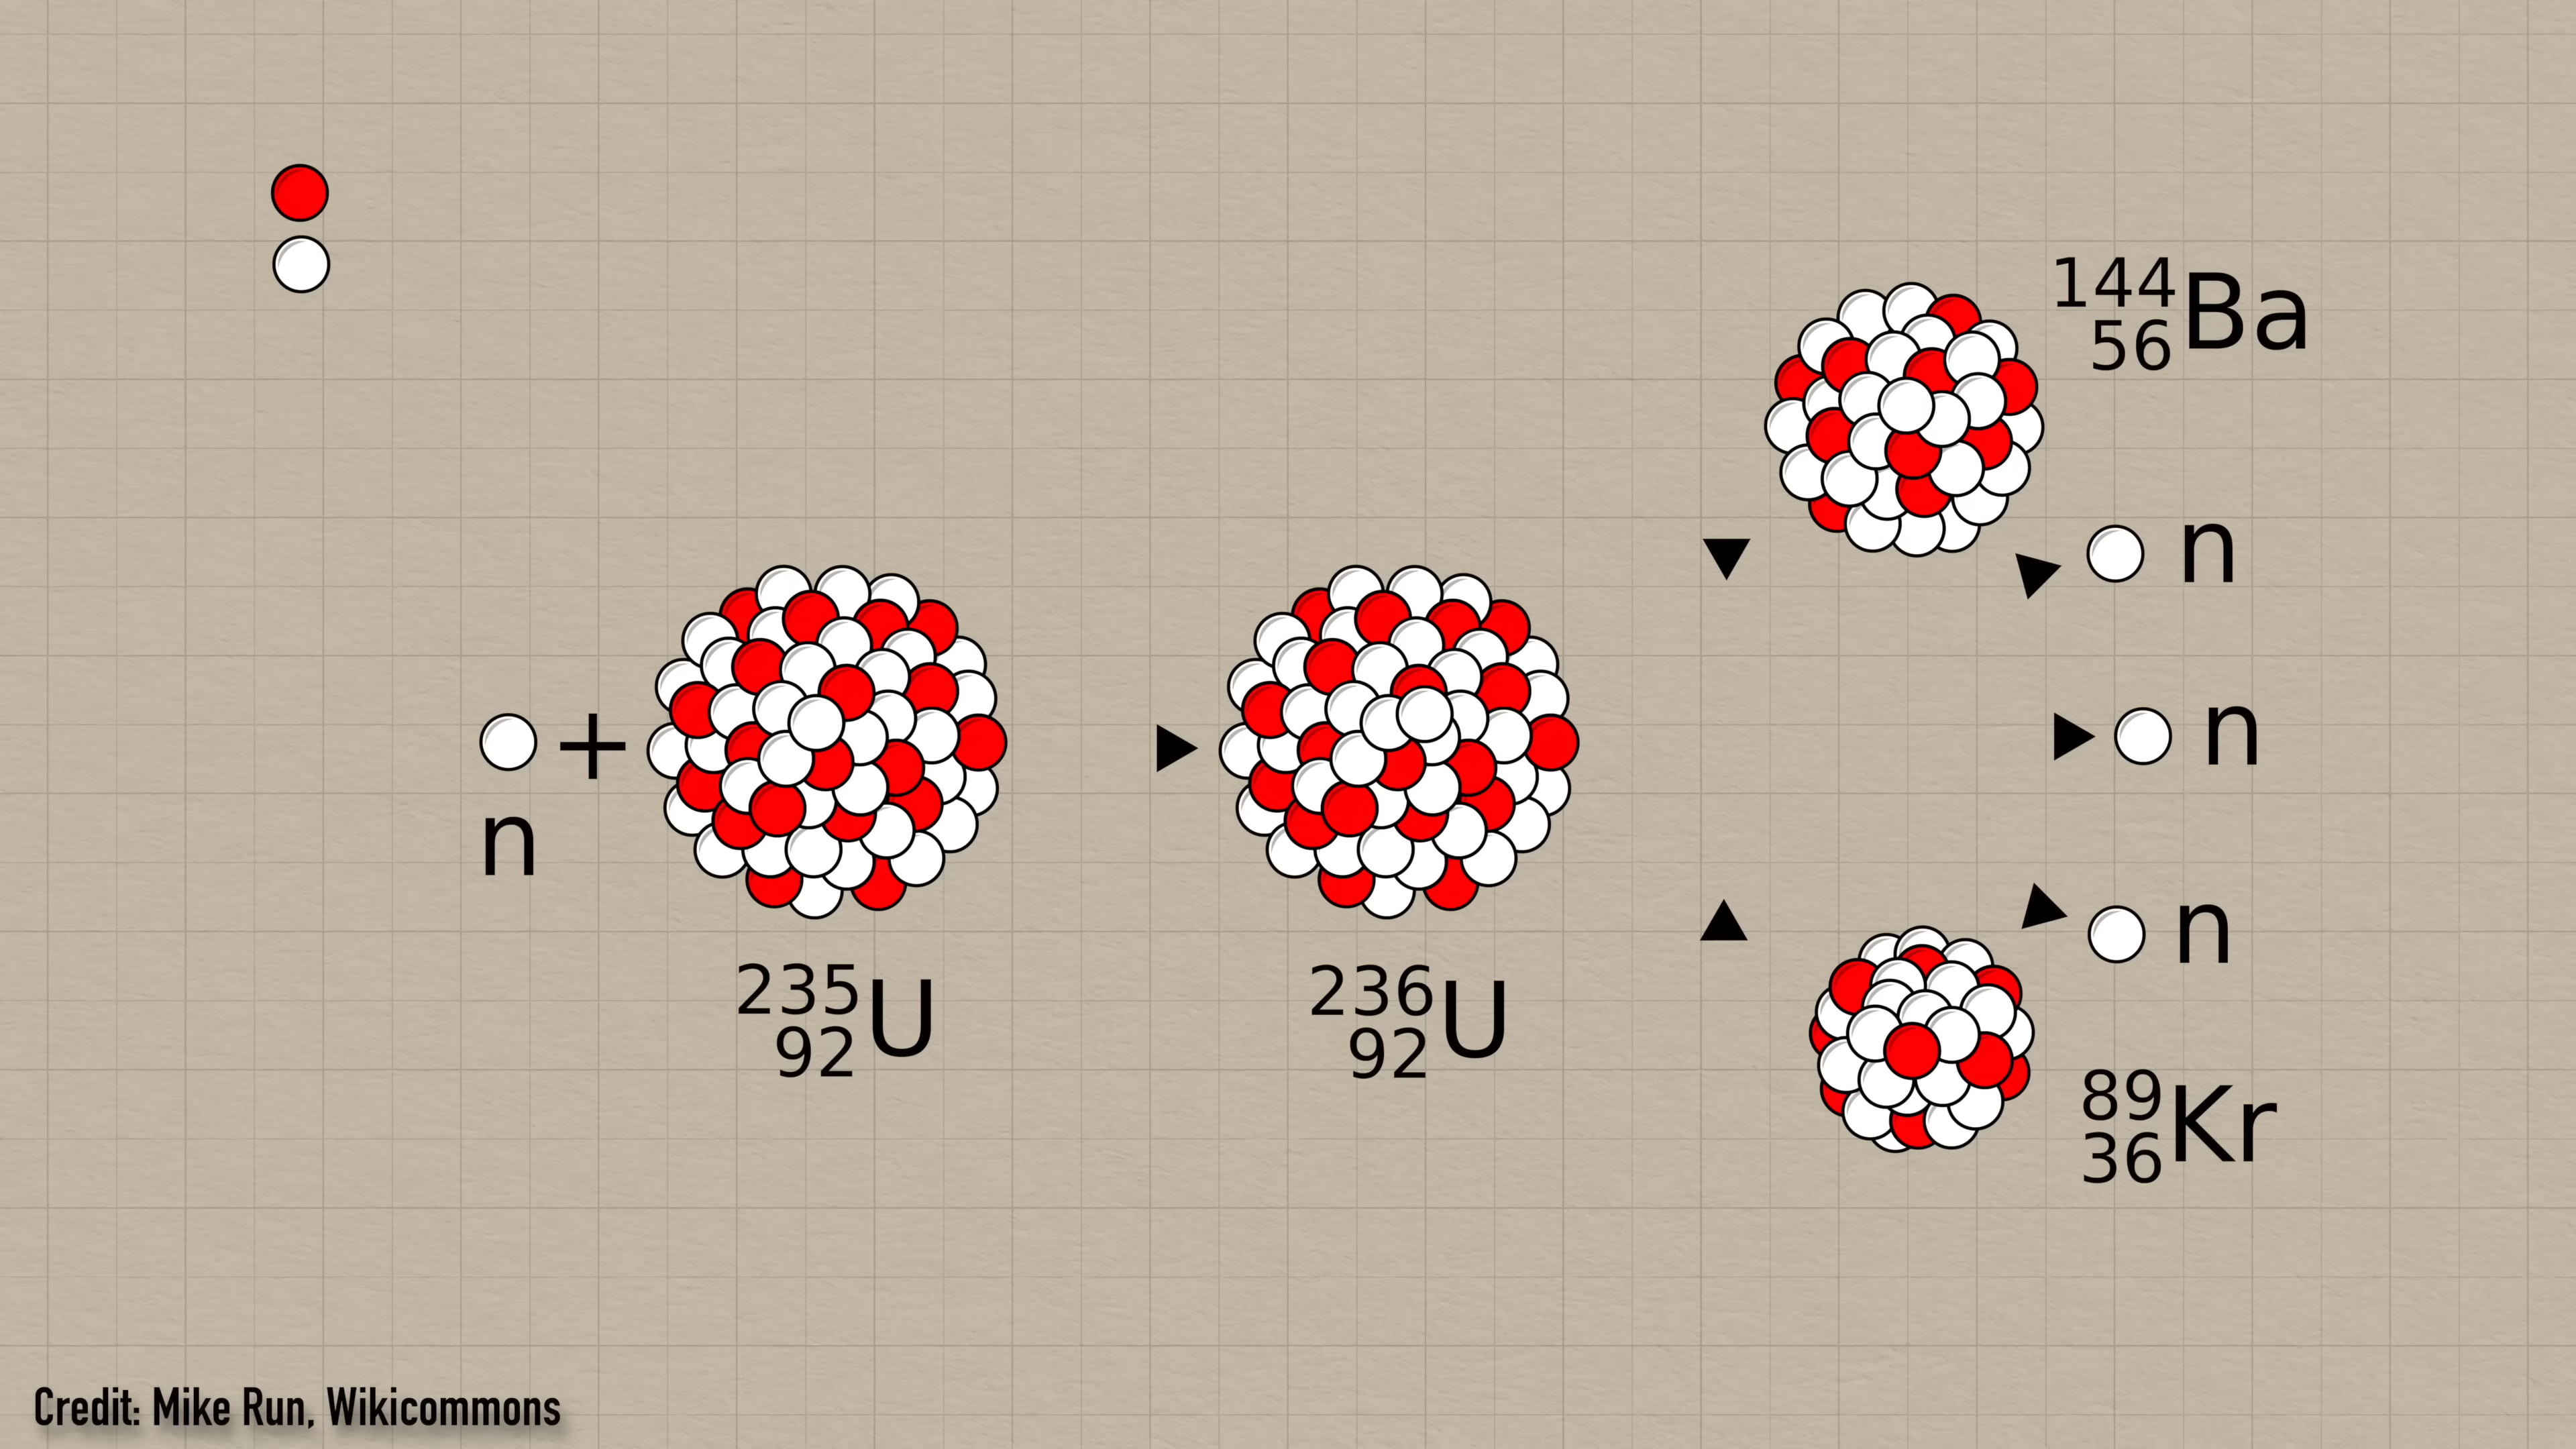 144
56Ba
n
n
+
n
235
92U
236
92U
n
89
36Kr
Credit: Mike Run, Wikicommons